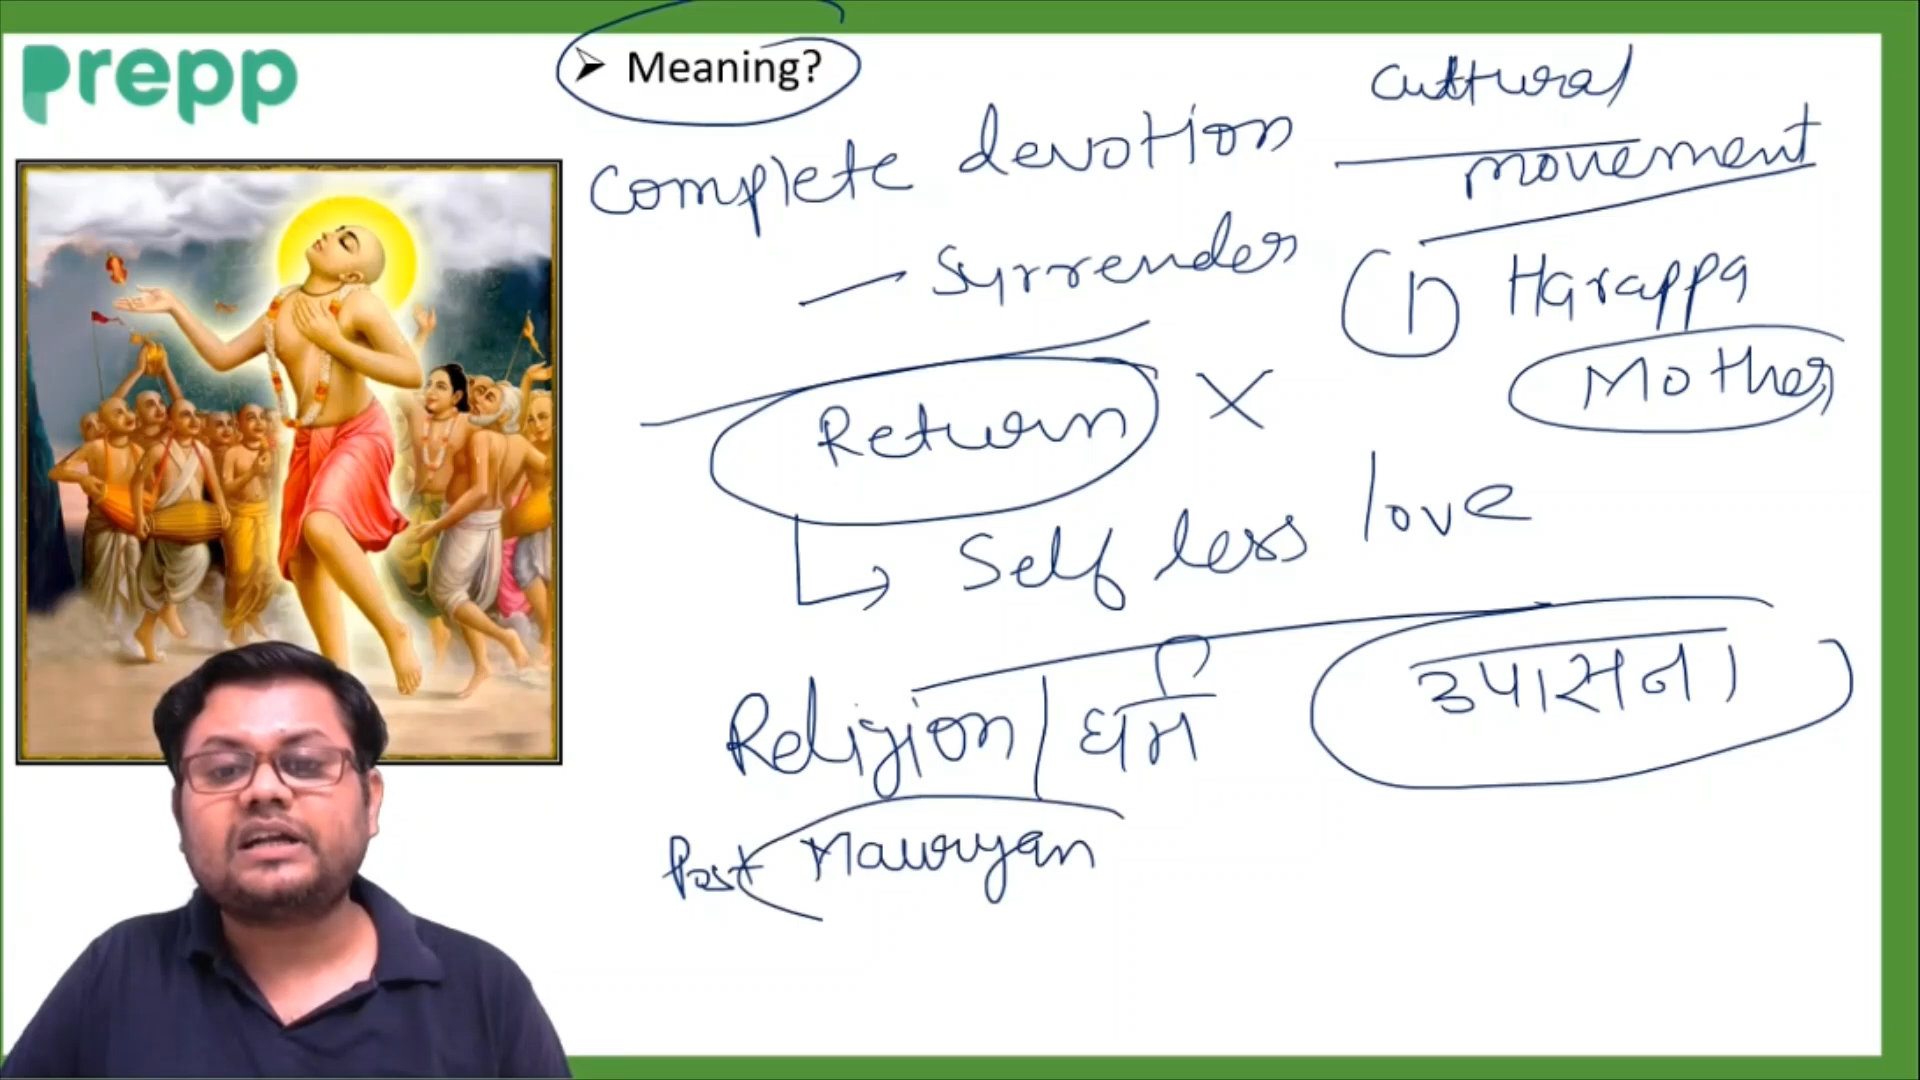 prepp
➢ Meaning?
Cultural
movement
Complete devotion
— Surrender
1) Harappa
Mother
Return ×
→ Self less love
Religion | धर्म
उपासना
Post Mauryan